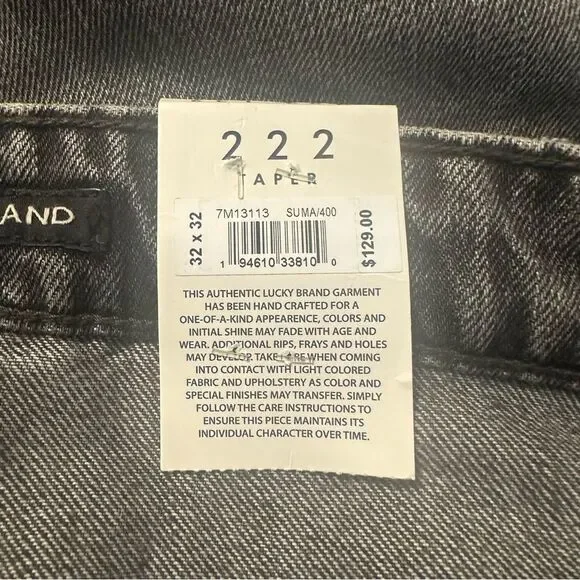 222
TAPER
AND
7M13113 SUMA/400
32 x 32
$129.00
1 94610 33810 0
THIS AUTHENTIC LUCKY BRAND GARMENT
HAS BEEN HAND CRAFTED FOR A
ONE-OF-A-KIND APPEARENCE, COLORS AND
INITIAL SHINE MAY FADE WITH AGE AND
WEAR. ADDITIONAL RIPS, FRAYS AND HOLES
MAY DEVELOP. TAKE CARE WHEN COMING
INTO CONTACT WITH LIGHT COLORED
FABRIC AND UPHOLSTERY AS COLOR AND
SPECIAL FINISHES MAY TRANSFER. SIMPLY
FOLLOW THE CARE INSTRUCTIONS TO
ENSURE THIS PIECE MAINTAINS ITS
INDIVIDUAL CHARACTER OVER TIME.